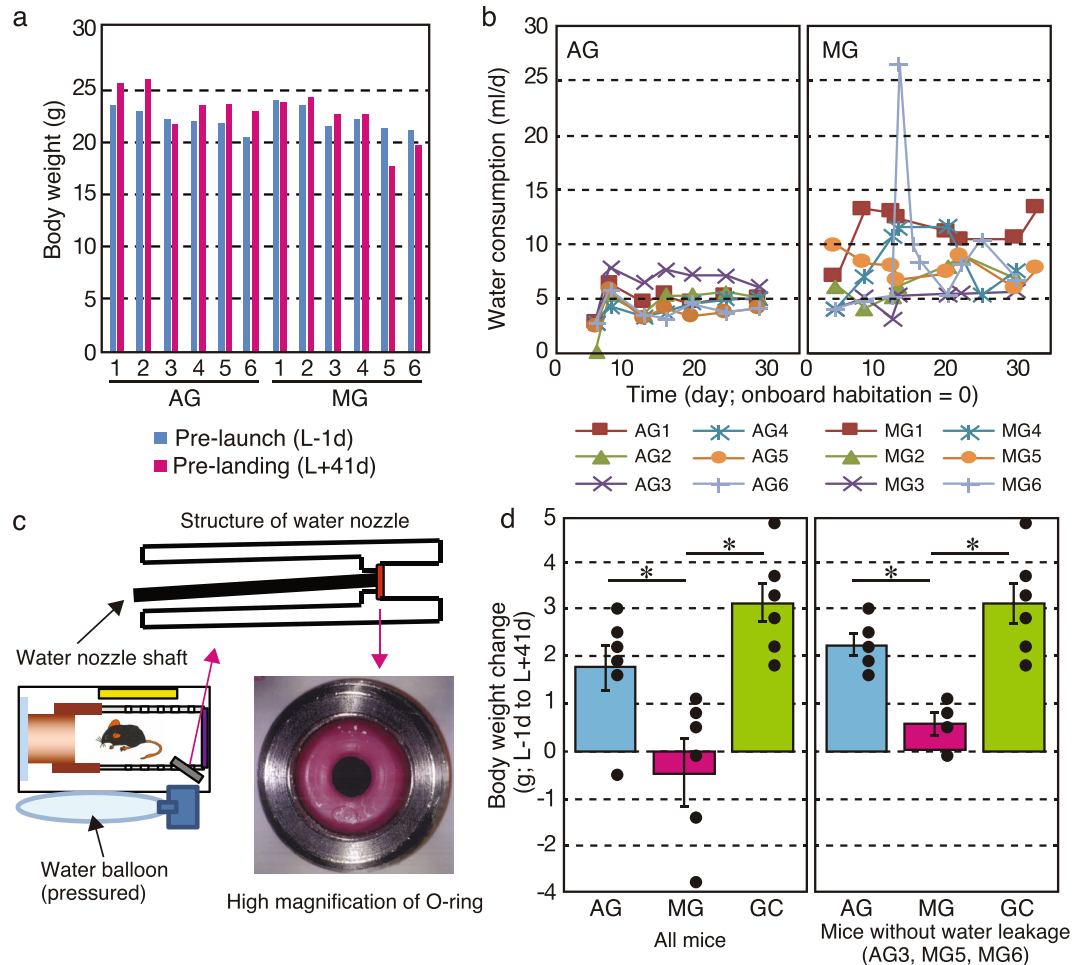 a
30
25
20
15
10
5
0
Body weight (g)
1 2 3 4 5 6 1 2 3 4 5 6
AG MG
Pre-launch (L-1d)
Pre-landing (L+41d)
b
AG MG
30
25
20
15
10
5
0
Water consumption (ml/d)
0 10 20 30 0 10 20 30
Time (day; onboard habitation = 0)
AG1 AG4 MG1 MG4
AG2 AG5 MG2 MG5
AG3 AG6 MG3 MG6
c
Structure of water nozzle
Water nozzle shaft
Water balloon
(pressured)
High magnification of O-ring
d
5
4
3
2
1
0
-1
-2
-3
-4
Body weight change
(g; L-1d to L+41d)
* * * *
AG MG GC AG MG GC
All mice
Mice without water leakage
(AG3, MG5, MG6)